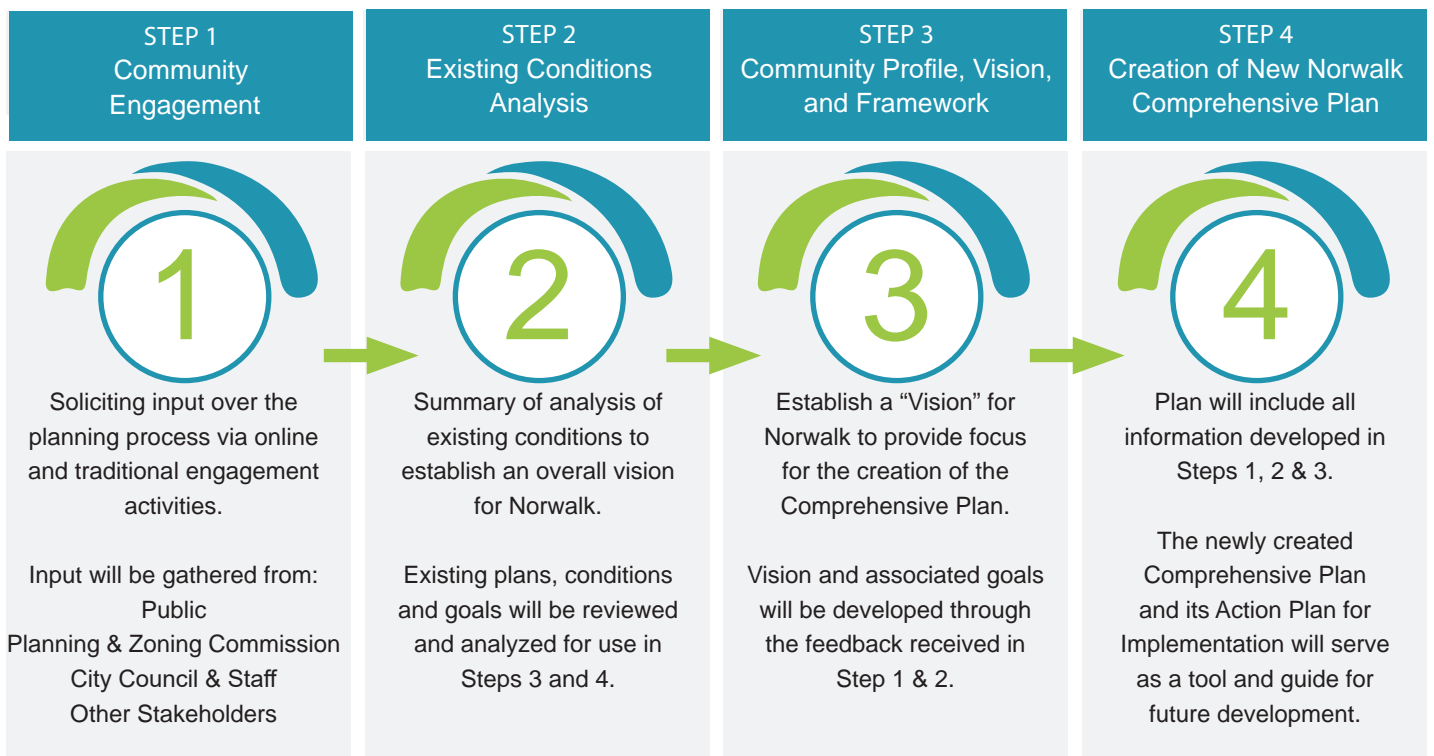 STEP 1
Community
Engagement
1
Soliciting input over the
planning process via online
and traditional engagement
activities.
Input will be gathered from:
Public
Planning & Zoning Commission
City Council & Staff
Other Stakeholders
STEP 2
Existing Conditions
Analysis
2
Summary of analysis of
existing conditions to
establish an overall vision
for Norwalk.
Existing plans, conditions
and goals will be reviewed
and analyzed for use in
Steps 3 and 4.
STEP 3
Community Profile, Vision,
and Framework
3
Establish a “Vision” for
Norwalk to provide focus
for the creation of the
Comprehensive Plan.
Vision and associated goals
will be developed through
the feedback received in
Step 1 & 2.
STEP 4
Creation of New Norwalk
Comprehensive Plan
4
Plan will include all
information developed in
Steps 1, 2 & 3.
The newly created
Comprehensive Plan
and its Action Plan for
Implementation will serve
as a tool and guide for
future development.